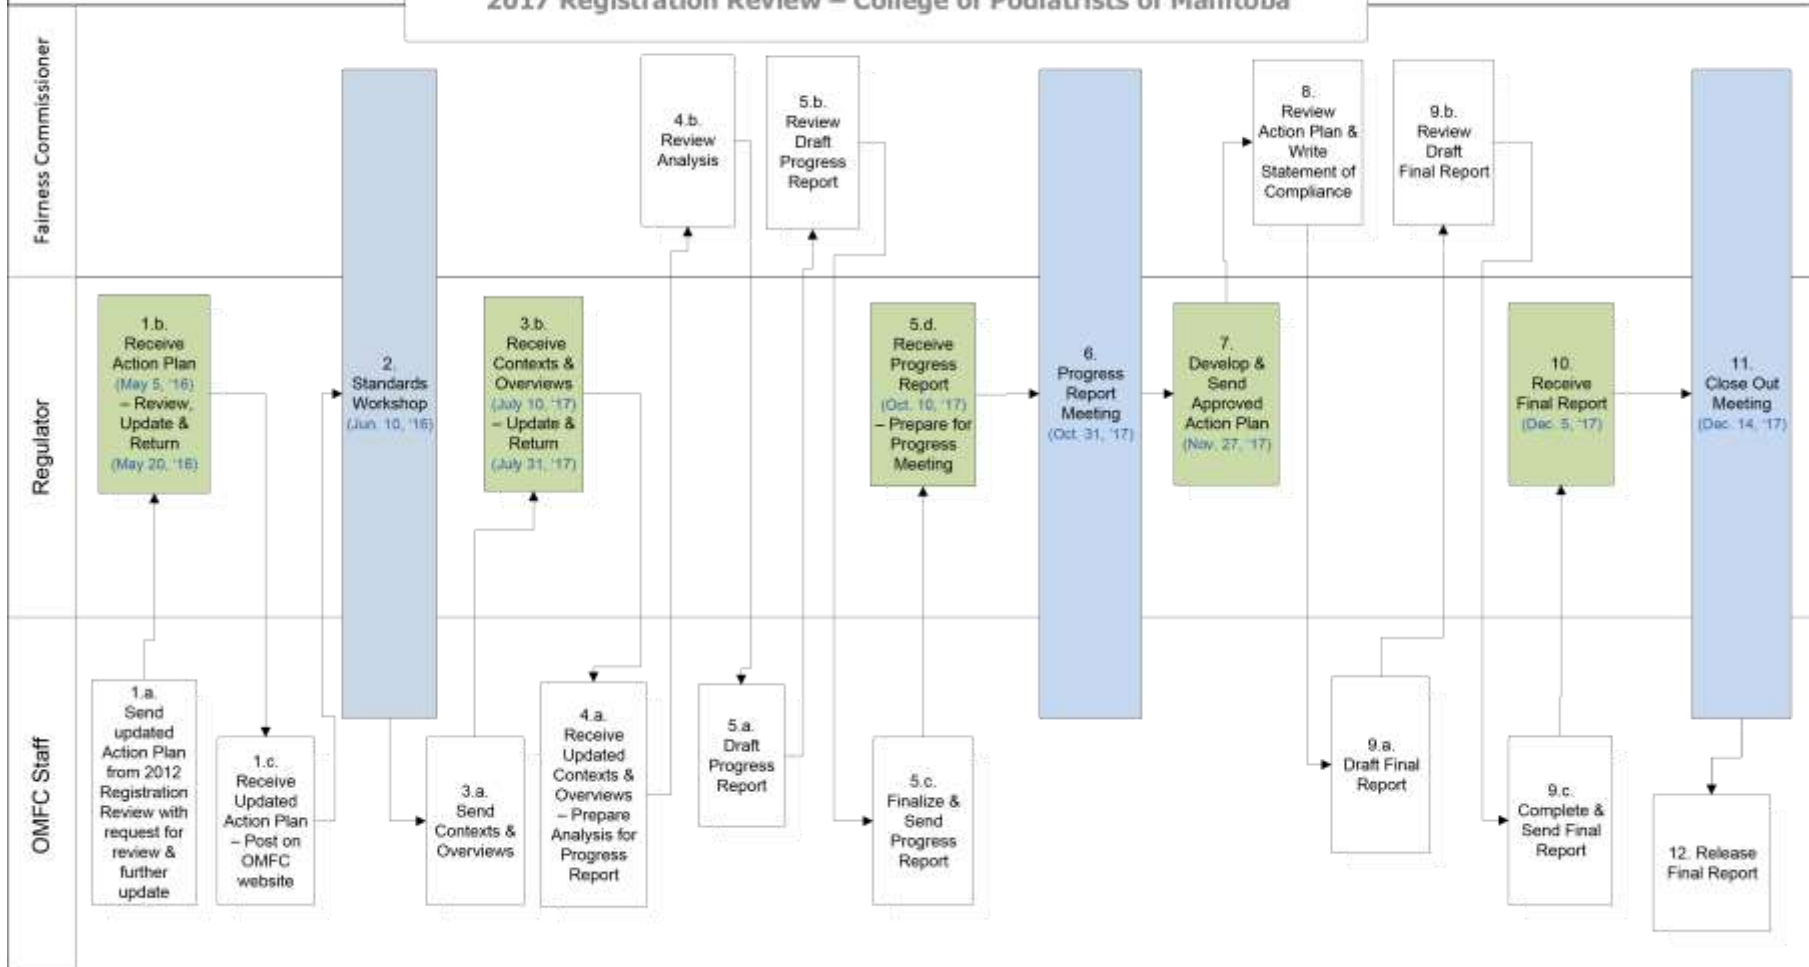 2017 Registration Review – College of Podiatrists of Manitoba
Fairness Commissioner
4.b.
Review
Analysis
5.b.
Review
Draft
Progress
Report
8.
Review
Action Plan &
Write
Statement of
Compliance
9.b.
Review
Draft
Final Report
Regulator
1.b.
Receive
Action Plan
(May 5, ‘16)
– Review,
Update &
Return
(May 20, ‘16)
2.
Standards
Workshop
(Jun. 10, ‘16)
3.b.
Receive
Contexts &
Overviews
(July 10, ‘17)
– Update &
Return
(July 31, ‘17)
5.d.
Receive
Progress
Report
(Oct. 10, ‘17)
– Prepare for
Progress
Meeting
6.
Progress
Report
Meeting
(Oct. 31, ‘17)
7.
Develop &
Send
Approved
Action Plan
(Nov. 27, ‘17)
10.
Receive
Final Report
(Dec. 5, ‘17)
11.
Close Out
Meeting
(Dec. 14, ‘17)
OMFC Staff
1.a.
Send
updated
Action Plan
from 2012
Registration
Review with
request for
review &
further
update
1.c.
Receive
Updated
Action Plan
– Post on
OMFC
website
3.a.
Send
Contexts &
Overviews
4.a.
Receive
Updated
Contexts &
Overviews
– Prepare
Analysis for
Progress
Report
5.a.
Draft
Progress
Report
5.c.
Finalize &
Send
Progress
Report
9.a.
Draft Final
Report
9.c.
Complete &
Send Final
Report
12. Release
Final Report